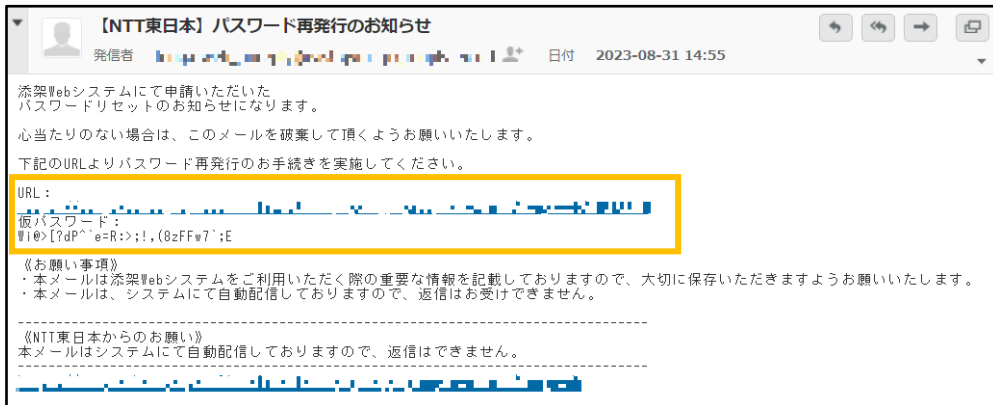 【NTT東日本】パスワード再発行のお知らせ
発信者 日付 2023-08-31 14:55
添架Webシステムにて申請いただいた
パスワードリセットのお知らせになります。
心当たりのない場合は、このメールを破棄して頂くようお願いいたします。
下記のURLよりパスワード再発行のお手続きを実施してください。
URL：
仮パスワード：
Wi@>[?dP^`e=R:>;!,(8zFFw7`;E
《お願い事項》
・本メールは添架Webシステムをご利用いただく際の重要な情報を記載しておりますので、大切に保存いただきますようお願いいたします。
・本メールは、システムにて自動配信しておりますので、返信はお受けできません。
--------------------------------------------------------------------------------
《NTT東日本からのお願い》
本メールはシステムにて自動配信しておりますので、返信はできません。
--------------------------------------------------------------------------------